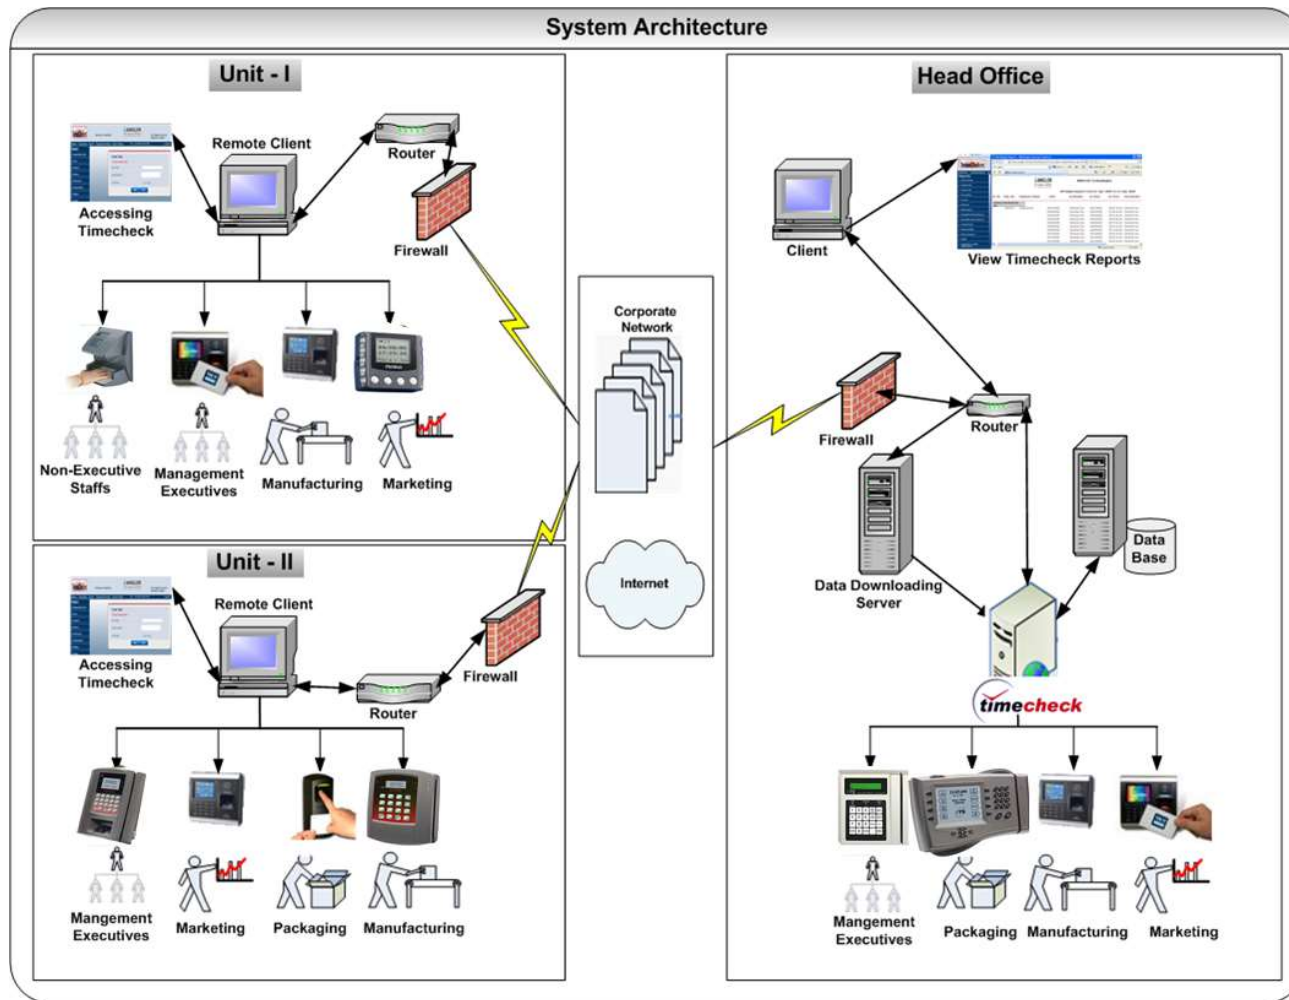 System Architecture
Unit - I
Remote Client
Router
Accessing
Timecheck
Firewall
Non-Executive
Staffs
Management
Executives
Manufacturing
Marketing
Unit - II
Remote Client
Accessing
Timecheck
Router
Firewall
Mangement
Executives
Marketing
Packaging
Manufacturing
Corporate
Network
Internet
Head Office
Client
View Timecheck Reports
Firewall
Router
Data Downloading
Server
Data
Base
timecheck
Mangement
Executives
Packaging
Manufacturing
Marketing